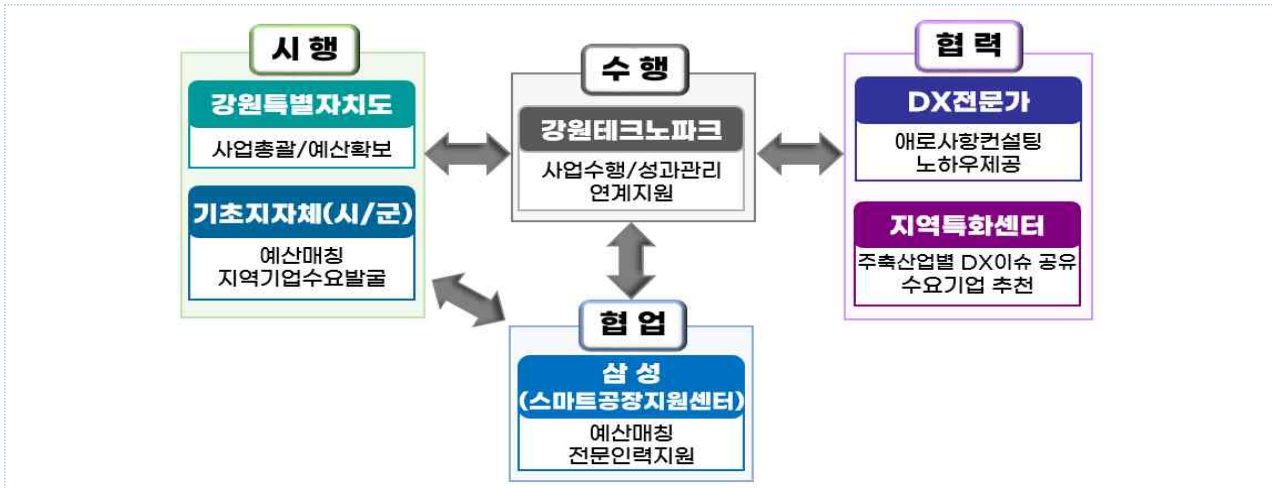 시 행
강원특별자치도
사업총괄/예산확보
기초지자체(시/군)
예산매칭
지역기업수요발굴
수 행
강원테크노파크
사업수행/성과관리
연계지원
협 력
DX전문가
애로사항컨설팅
노하우제공
지역특화센터
주축산업별 DX이슈 공유
수요기업 추천
협 업
삼 성
(스마트공장지원센터)
예산매칭
전문인력지원